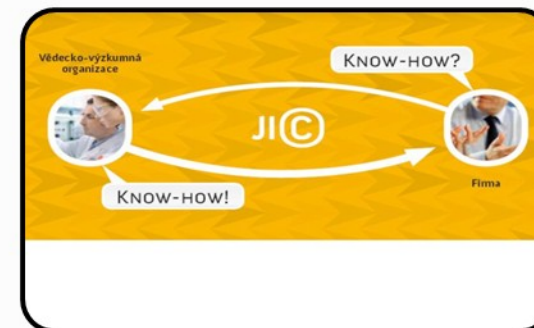 Vědecko-výzkumná
organizace
KNOW-HOW?
JIC
KNOW-HOW!
Firma